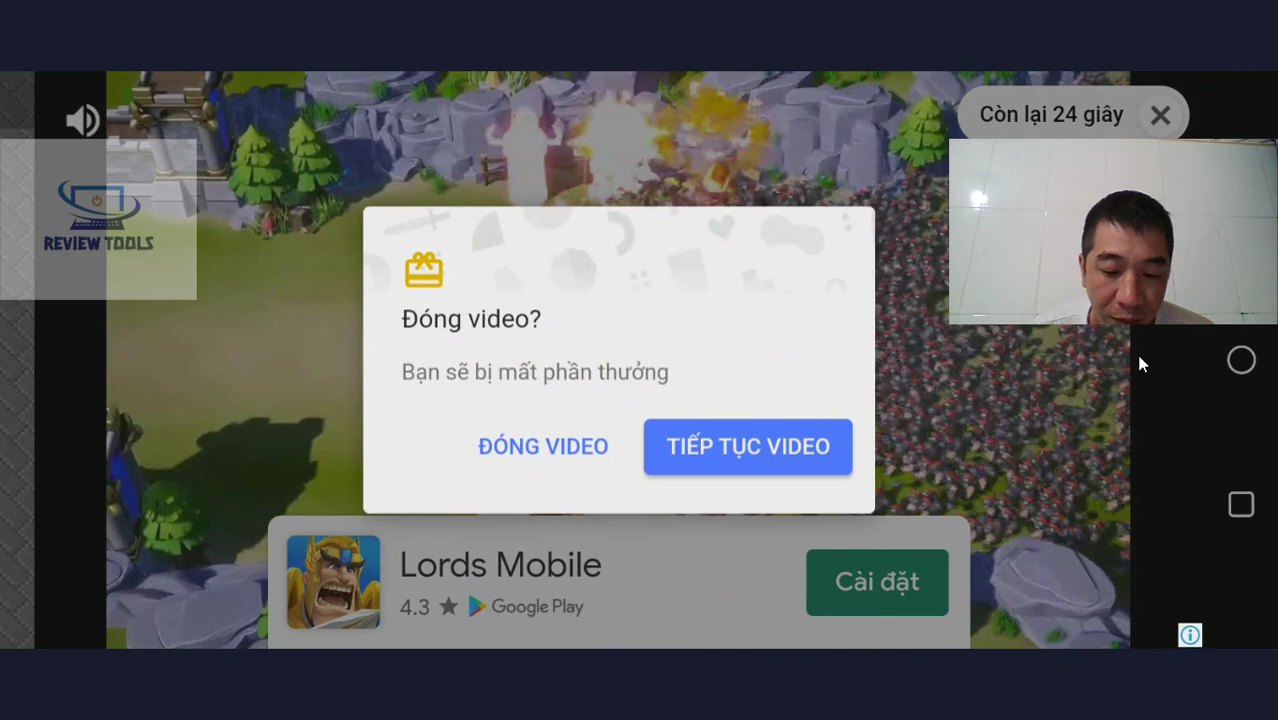 Còn lại 24 giây
REVIEW TOOLS
Đóng video?
Bạn sẽ bị mất phần thưởng
ĐÓNG VIDEO
TIẾP TỤC VIDEO
Lords Mobile
4.3 ★ Google Play
Cài đặt